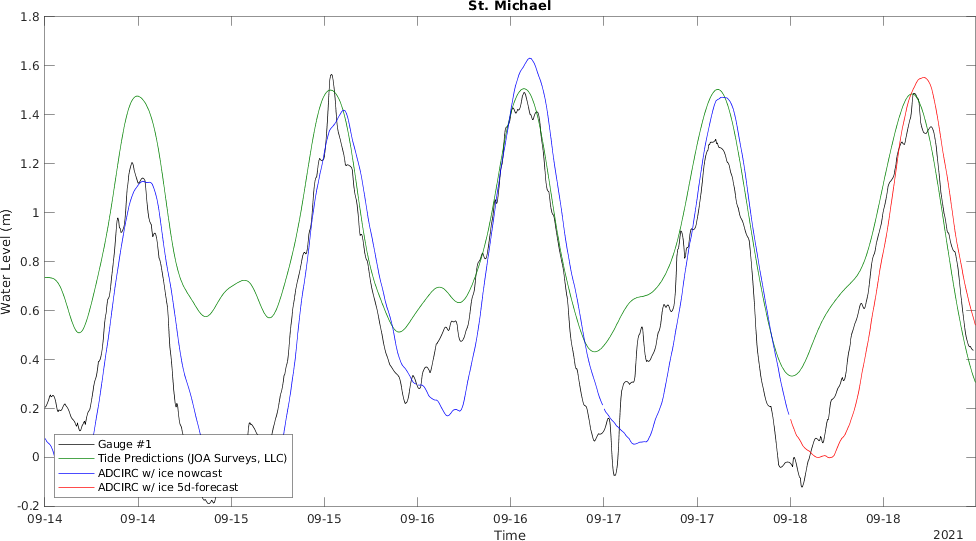 St. Michael
1.8
1.6
1.4
1.2
1
0.8
0.6
0.4
0.2
0
-0.2
Water Level (m)
Gauge #1
Tide Predictions (JOA Surveys, LLC)
ADCIRC w/ ice nowcast
ADCIRC w/ ice 5d-forecast
09-14 09-14 09-15 09-15 09-16 09-16 09-17 09-17 09-18 09-18
Time
2021